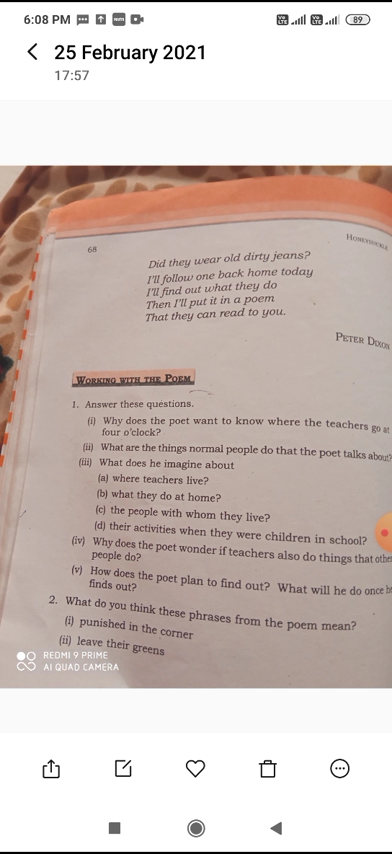 6:08 PM
89
25 February 2021
17:57
68
HONEYSUCKLE
Did they wear old dirty jeans?
I'll follow one back home today
I'll find out what they do
Then I'll put it in a poem
That they can read to you.
PETER DIXON
WORKING WITH THE POEM
1. Answer these questions.
(i) Why does the poet want to know where the teachers go at
four o'clock?
(ii) What are the things normal people do that the poet talks about?
(iii) What does he imagine about
(a) where teachers live?
(b) what they do at home?
(c) the people with whom they live?
(d) their activities when they were children in school?
(iv) Why does the poet wonder if teachers also do things that other
people do?
(v) How does the poet plan to find out? What will he do once
finds out?
2. What do you think these phrases from the poem mean?
(i) punished in the corner
(ii) leave their greens
REDMI 9 PRIME
AI QUAD CAMERA